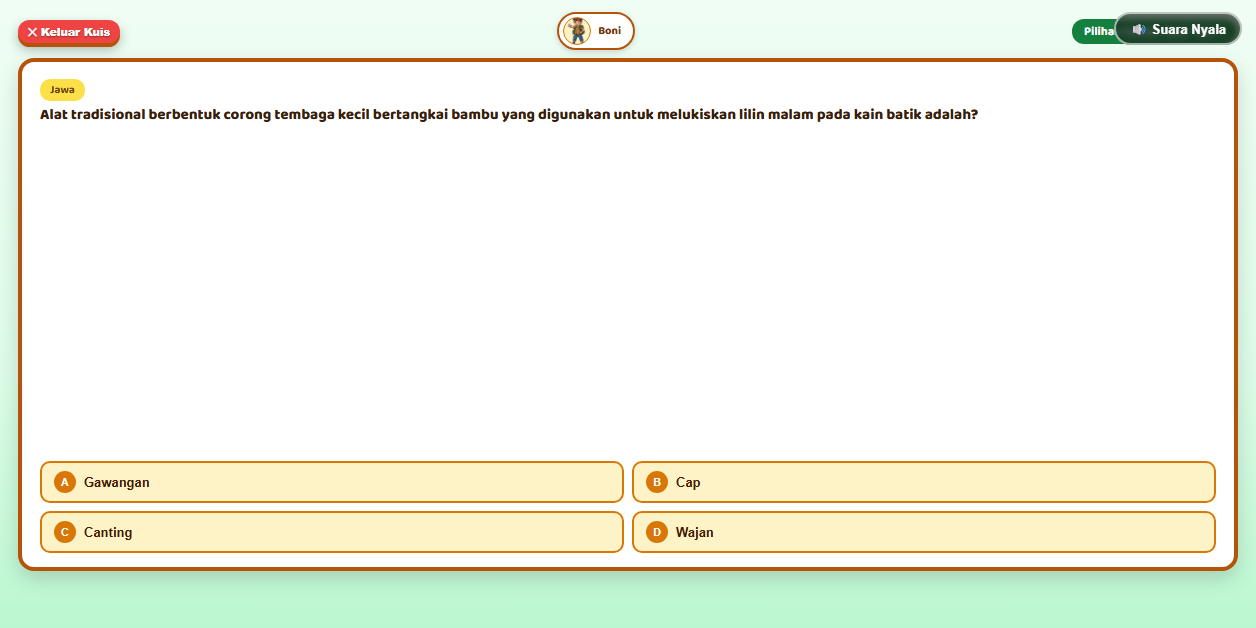 Keluar Kuis
Boni
Suara Nyala
Jawa
Alat tradisional berbentuk corong tembaga kecil bertangkai bambu yang digunakan untuk melukiskan lilin malam pada kain batik adalah?
A Gawangan
B Cap
C Canting
D Wajan